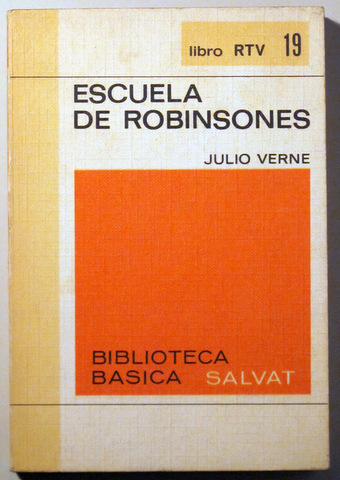 libro RTV 19
ESCUELA
DE ROBINSONES
JULIO VERNE
BIBLIOTECA
BASICA SALVAT